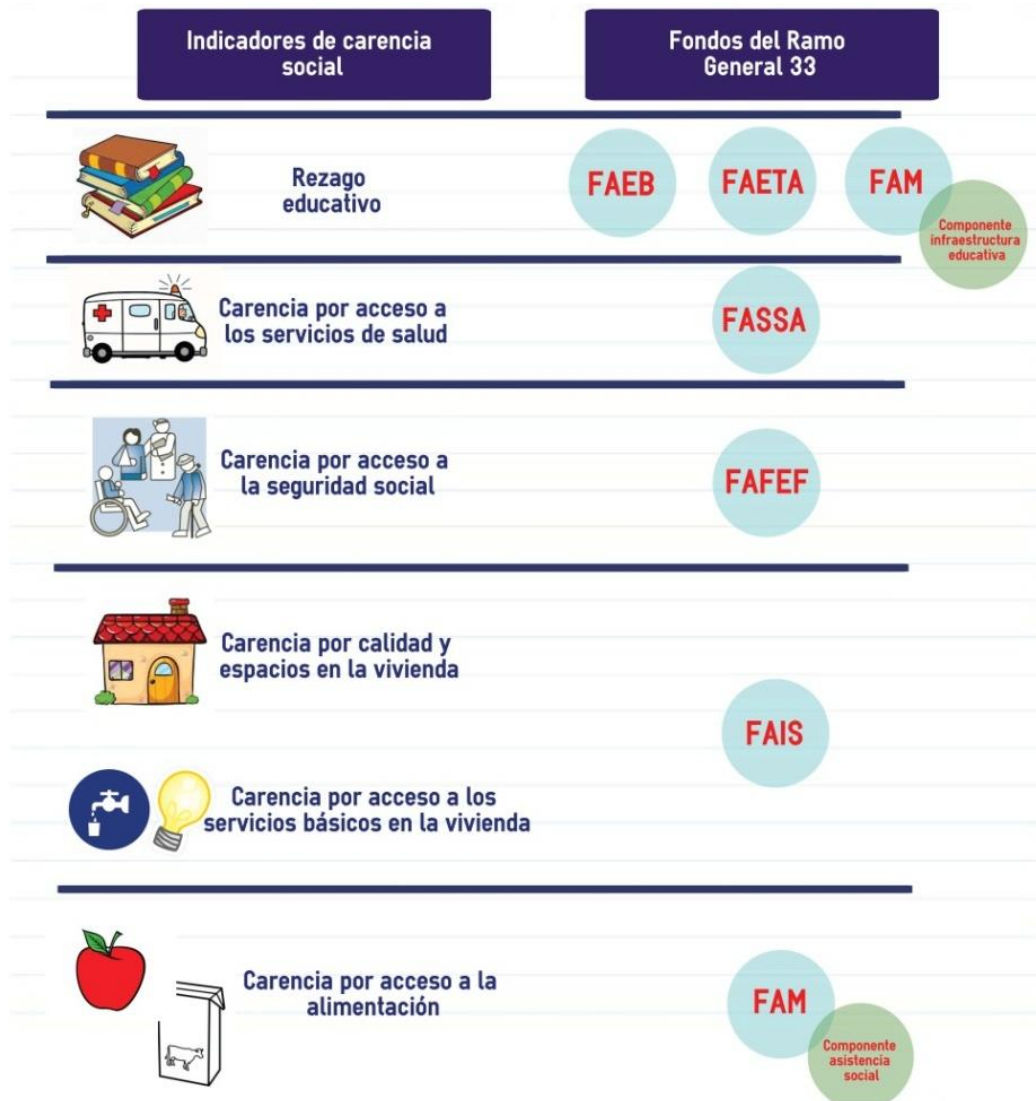 Indicadores de carencia
social
Fondos del Ramo
General 33
Rezago
educativo
FAEB
FAETA
FAM
Componente
infraestructura
educativa
Carencia por acceso a
los servicios de salud
FASSA
Carencia por acceso a
la seguridad social
FAFEF
Carencia por calidad y
espacios en la vivienda
FAIS
Carencia por acceso a los
servicios básicos en la vivienda
Carencia por acceso a la
alimentación
FAM
Componente
asistencia
social